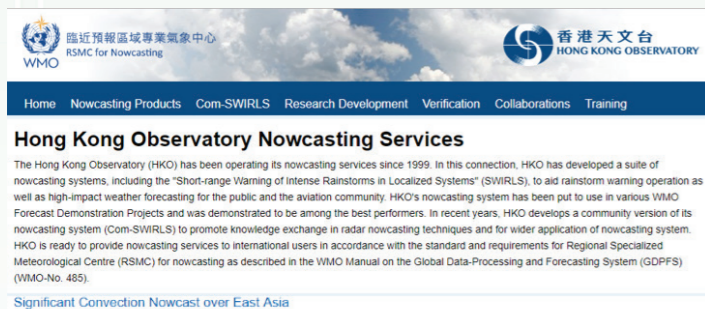 臨近預報區域專業氣象中心
RSMC for Nowcasting
WMO
香港天文台
HONG KONG OBSERVATORY
Home Nowcasting Products Com-SWIRLS Research Development Verification Collaborations Training
Hong Kong Observatory Nowcasting Services
The Hong Kong Observatory (HKO) has been operating its nowcasting services since 1999. In this connection, HKO has developed a suite of
nowcasting systems, including the "Short-range Warning of Intense Rainstorms in Localized Systems" (SWIRLS), to aid rainstorm warning operation as
well as high-impact weather forecasting for the public and the aviation community. HKO's nowcasting system has been put to use in various WMO
Forecast Demonstration Projects and was demonstrated to be among the best performers. In recent years, HKO develops a community version of its
nowcasting system (Com-SWIRLS) to promote knowledge exchange in radar nowcasting techniques and for wider application of nowcasting system.
HKO is ready to provide nowcasting services to international users in accordance with the standard and requirements for Regional Specialized
Meteorological Centre (RSMC) for nowcasting as described in the WMO Manual on the Global Data-Processing and Forecasting System (GDPFS)
(WMO-No. 485).
Significant Convection Nowcast over East Asia